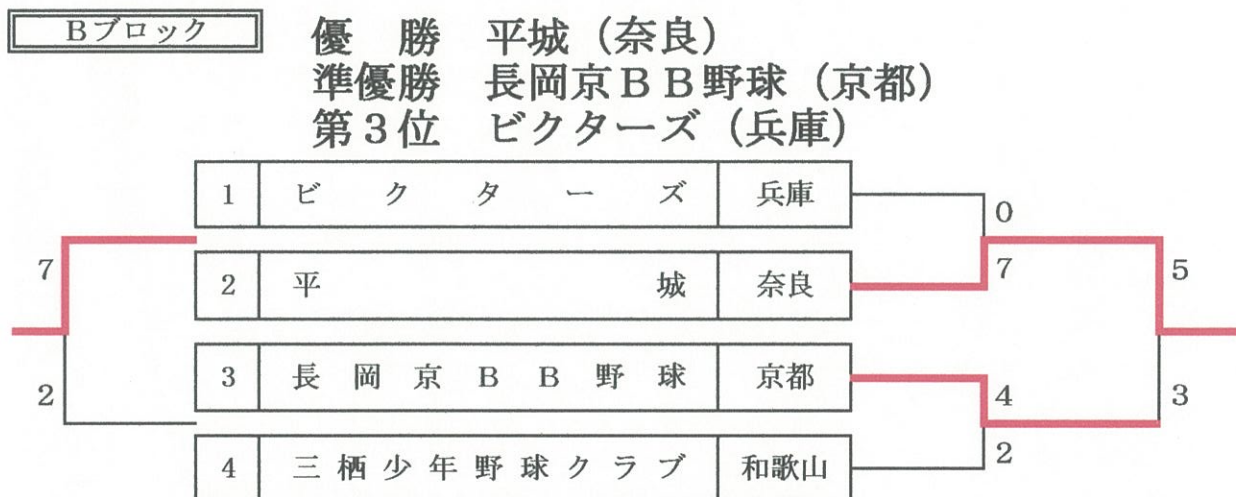 Bブロック
優　勝　平城（奈良）
準優勝　長岡京ＢＢ野球（京都）
第３位　ビクターズ（兵庫）
1 ビクターズ 兵庫
0
7
2 平城 奈良
7
5
2
3 長岡京ＢＢ野球 京都
4
3
4 三栖少年野球クラブ 和歌山
2